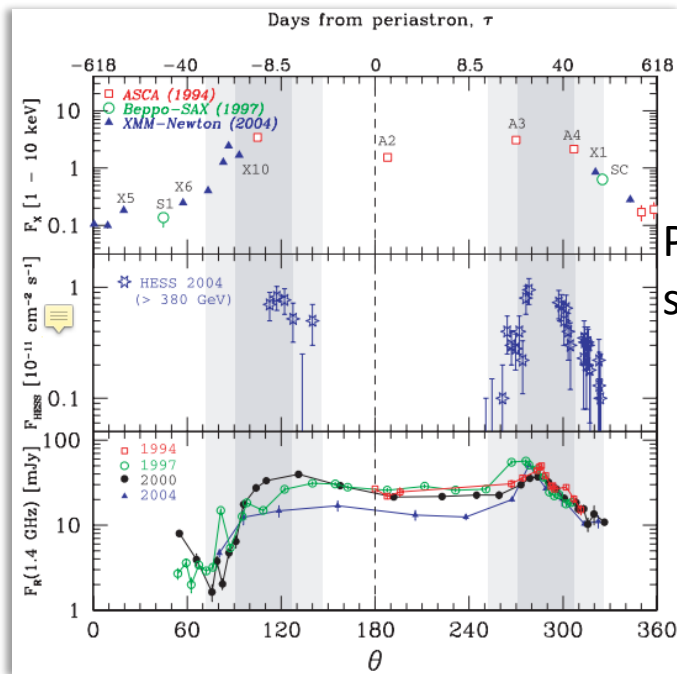 Days from periastron, τ
-618 -40 -8.5 0 8.5 40 618
ASCA (1994)
Beppo-SAX (1997)
XMM-Newton (2004)
10
1
0.1
F_X [1 - 10 keV]
X5
S1
X6
X10
A2
A3
A4
X1
SC
P
s
HESS 2004
(> 380 GeV)
1
0.1
F_HESS [10⁻¹¹ cm⁻² s⁻¹]
1994
1997
2000
2004
100
10
1
F_R(1.4 GHz) [mJy]
0 60 120 180 240 300 360
θ